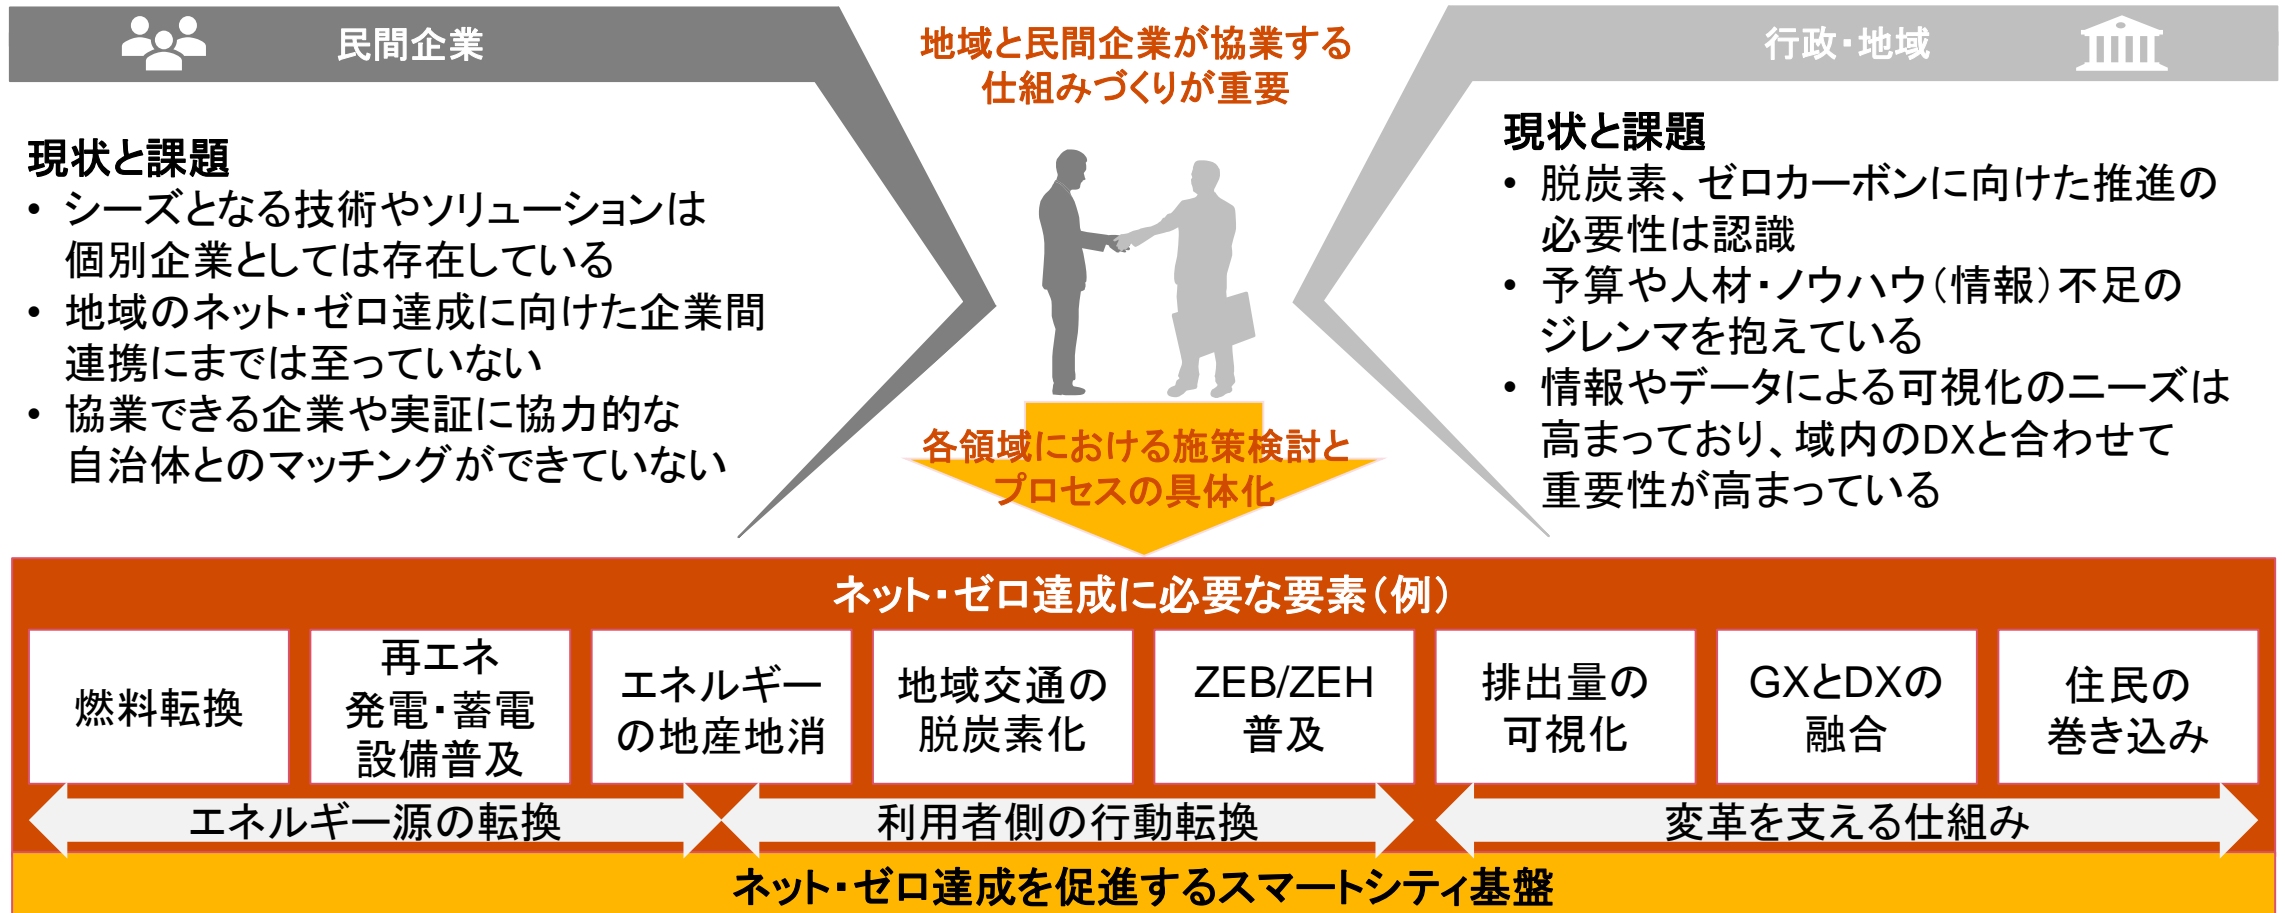 民間企業
地域と民間企業が協業する
仕組みづくりが重要
行政・地域
現状と課題
• シーズとなる技術やソリューションは
個別企業としては存在している
• 地域のネット・ゼロ達成に向けた企業間
連携にまでは至っていない
• 協業できる企業や実証に協力的な
自治体とのマッチングができていない
現状と課題
• 脱炭素、ゼロカーボンに向けた推進の
必要性は認識
• 予算や人材・ノウハウ（情報）不足の
ジレンマを抱えている
• 情報やデータによる可視化のニーズは
高まっており、域内のDXと合わせて
重要性が高まっている
各領域における施策検討と
プロセスの具体化
ネット・ゼロ達成に必要な要素（例）
燃料転換
再エネ
発電・蓄電
設備普及
エネルギー
の地産地消
地域交通の
脱炭素化
ZEB/ZEH
普及
排出量の
可視化
GXとDXの
融合
住民の
巻き込み
エネルギー源の転換
利用者側の行動転換
変革を支える仕組み
ネット・ゼロ達成を促進するスマートシティ基盤